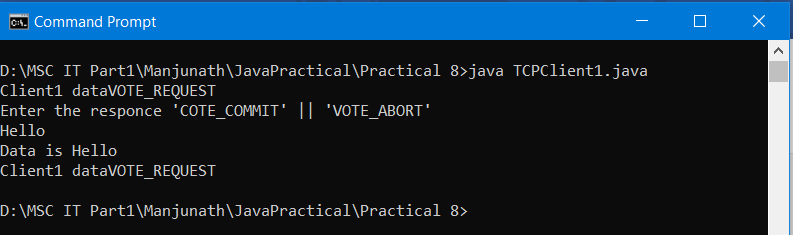 Command Prompt
D:\MSC IT Part1\Manjunath\JavaPractical\Practical 8>java TCPClient1.java
Client1 dataVOTE_REQUEST
Enter the responce 'COTE_COMMIT' || 'VOTE_ABORT'
Hello
Data is Hello
Client1 dataVOTE_REQUEST
D:\MSC IT Part1\Manjunath\JavaPractical\Practical 8>